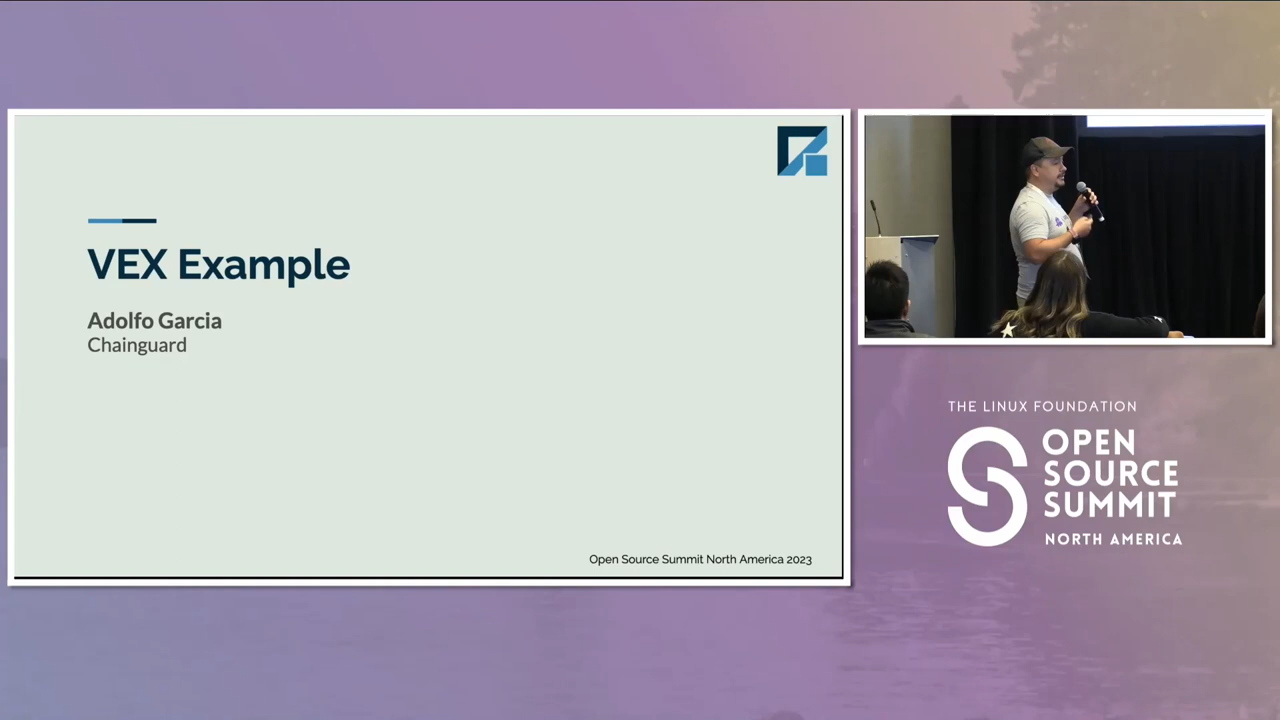 VEX Example
Adolfo Garcia
Chainguard
Open Source Summit North America 2023
THE LINUX FOUNDATION
OPEN
SOURCE
SUMMIT
NORTH AMERICA